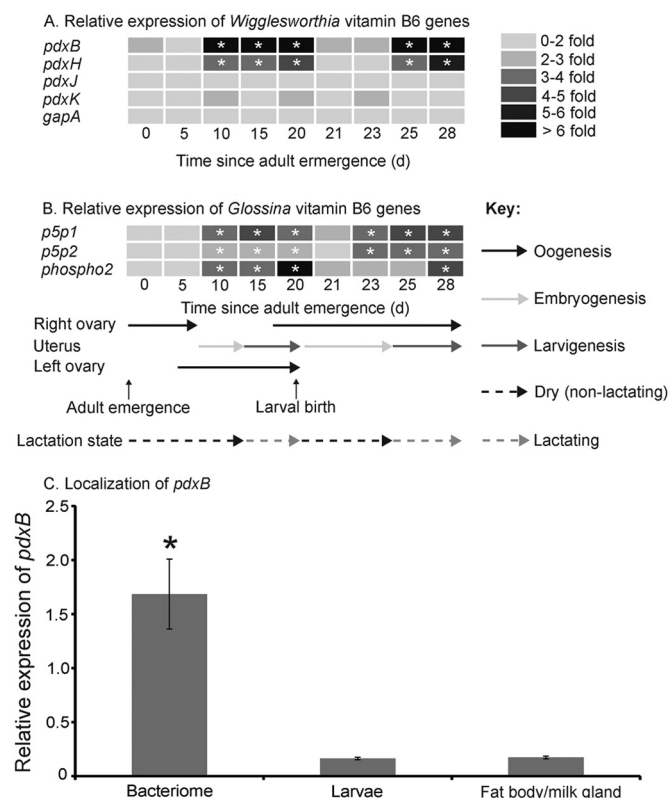 A. Relative expression of Wigglesworthia vitamin B6 genes
pdxB * * * * *
pdxH * * * * *
pdxJ
pdxK
gapA
0 5 10 15 20 21 23 25 28
Time since adult ermergence (d)
0-2 fold
2-3 fold
3-4 fold
4-5 fold
5-6 fold
> 6 fold
B. Relative expression of Glossina vitamin B6 genes
p5p1 * * * * * *
p5p2 * * * * * *
phospho2 * * * *
0 5 10 15 20 21 23 25 28
Time since adult emergence (d)
Right ovary
Uterus
Left ovary
Adult emergence
Larval birth
Lactation state
Key:
Oogenesis
Embryogenesis
Larvigenesis
Dry (non-lactating)
Lactating
C. Localization of pdxB
Relative expression of pdxB
2.5
2.0
1.5
1.0
0.5
0
*
Bacteriome
Larvae
Fat body/milk gland